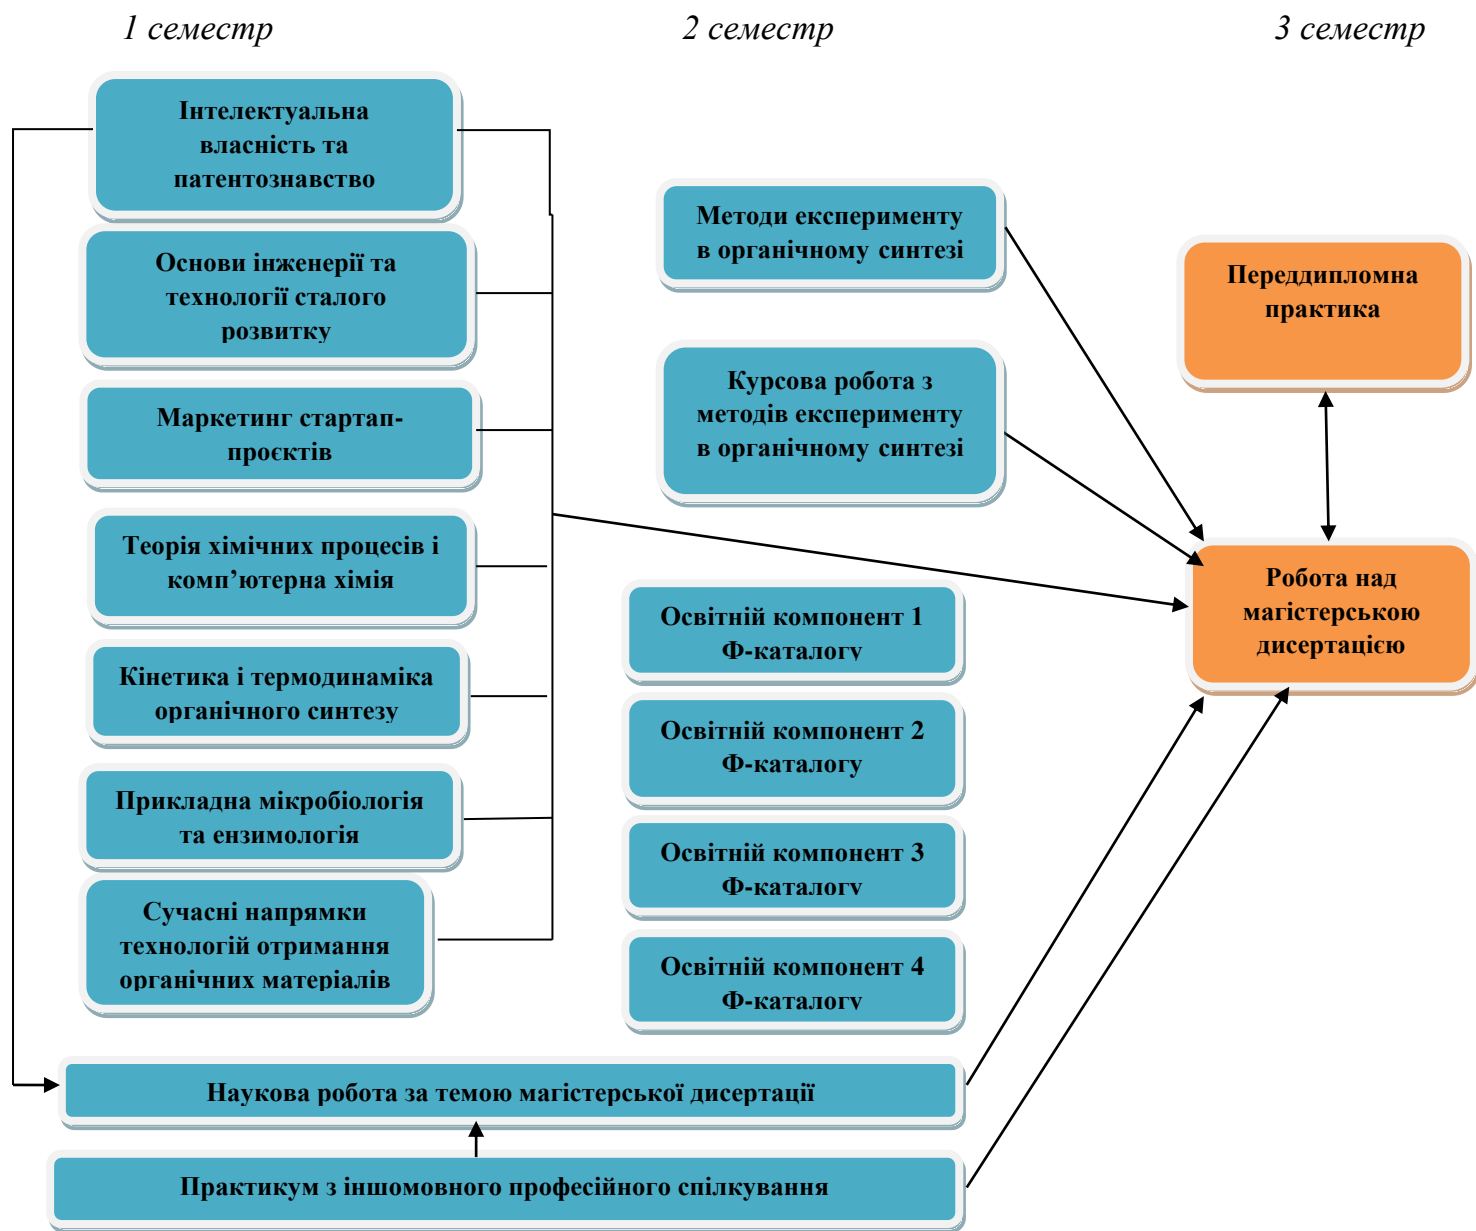 1 семестр
2 семестр
3 семестр
Інтелектуальна
власність та
патентознавство
Основи інженерії та
технології сталого
розвитку
Маркетинг стартап-
проєктів
Теорія хімічних процесів і
комп’ютерна хімія
Кінетика і термодинаміка
органічного синтезу
Прикладна мікробіологія
та ензимологія
Сучасні напрямки
технологій отримання
органічних матеріалів
Методи експерименту
в органічному синтезі
Курсова робота з
методів експерименту
в органічному синтезі
Освітній компонент 1
Ф-каталогу
Освітній компонент 2
Ф-каталогу
Освітній компонент 3
Ф-каталогу
Освітній компонент 4
Ф-каталогу
Переддипломна
практика
Робота над
магістерською
дисертацією
Наукова робота за темою магістерської дисертації
Практикум з іншомовного професійного спілкування